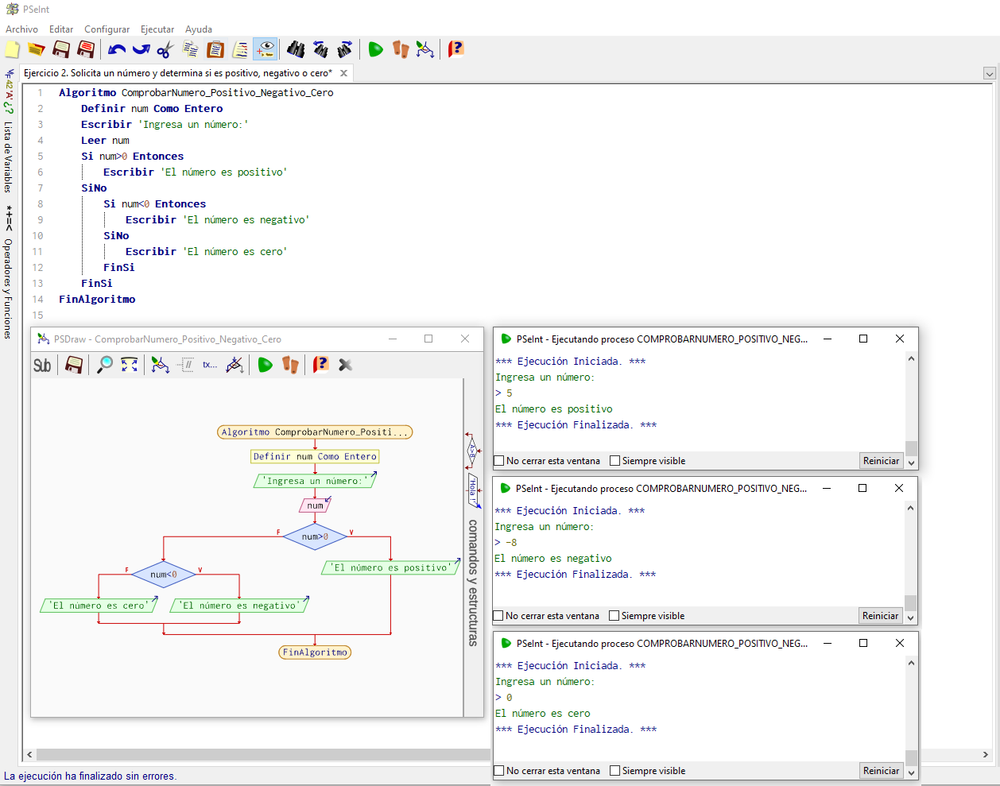 PSeInt
Archivo Editar Configurar Ejecutar Ayuda
Ejercicio 2. Solicita un número y determina si es positivo, negativo o cero*
42 'A' ¿?
Lista de Variables
*+=<
Operadores y Funciones
1 Algoritmo ComprobarNumero_Positivo_Negativo_Cero
2 Definir num Como Entero
3 Escribir 'Ingresa un número:'
4 Leer num
5 Si num>0 Entonces
6 Escribir 'El número es positivo'
7 SiNo
8 Si num<0 Entonces
9 Escribir 'El número es negativo'
10 SiNo
11 Escribir 'El número es cero'
12 FinSi
13 FinSi
14 FinAlgoritmo
15
PSDraw - ComprobarNumero_Positivo_Negativo_Cero
Sub // tx... ?
Algoritmo ComprobarNumero_Positi...
Definir num Como Entero
'Ingresa un número:'
num
num>0
F V
'El número es positivo'
num<0
F V
'El número es cero' 'El número es negativo'
FinAlgoritmo
A>B
'Hola !'
comandos y estructuras
PSeInt - Ejecutando proceso COMPROBARNUMERO_POSITIVO_NEG...
*** Ejecución Iniciada. ***
Ingresa un número:
> 5
El número es positivo
*** Ejecución Finalizada. ***
No cerrar esta ventana Siempre visible Reiniciar
PSeInt - Ejecutando proceso COMPROBARNUMERO_POSITIVO_NEG...
*** Ejecución Iniciada. ***
Ingresa un número:
> -8
El número es negativo
*** Ejecución Finalizada. ***
No cerrar esta ventana Siempre visible Reiniciar
PSeInt - Ejecutando proceso COMPROBARNUMERO_POSITIVO_NEG...
*** Ejecución Iniciada. ***
Ingresa un número:
> 0
El número es cero
*** Ejecución Finalizada. ***
No cerrar esta ventana Siempre visible Reiniciar
La ejecución ha finalizado sin errores.